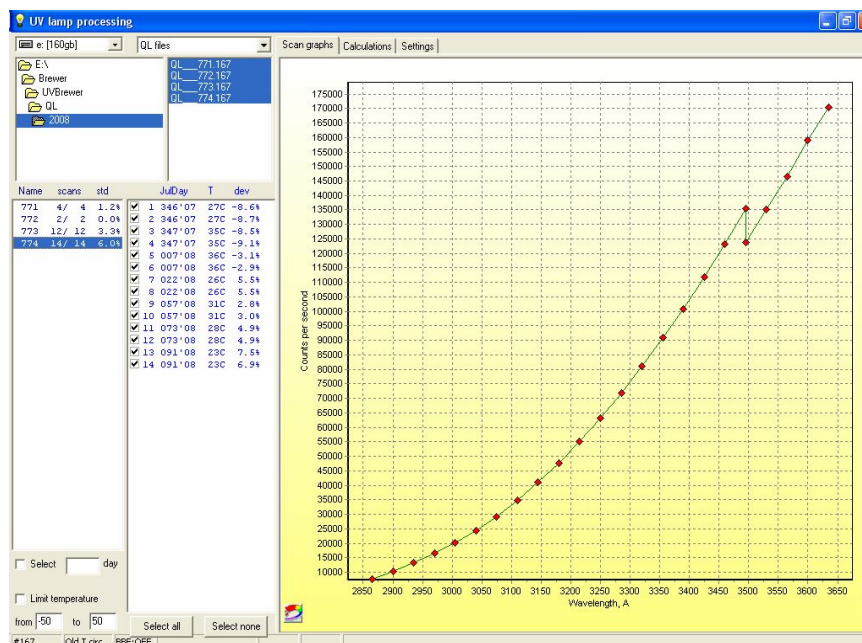 UV lamp processing
e: [160gb]
QL files
Scan graphs Calculations Settings
E:\
Brewer
UVBrewer
QL
2008
QL___771.167
QL___772.167
QL___773.167
QL___774.167
Name scans std
771 4/ 4 1.2%
772 2/ 2 0.0%
773 12/ 12 3.3%
774 14/ 14 6.0%
JulDay T dev
1 346'07 27C -8.6%
2 346'07 27C -8.7%
3 347'07 35C -8.5%
4 347'07 35C -9.1%
5 007'08 36C -3.1%
6 007'08 36C -2.9%
7 022'08 26C 5.5%
8 022'08 26C 5.5%
9 057'08 31C 2.8%
10 057'08 31C 3.0%
11 073'08 28C 4.9%
12 073'08 28C 4.9%
13 091'08 23C 7.5%
14 091'08 23C 6.9%
Select day
Limit temperature
from -50 to 50
Select all Select none
#167 Old T circ. BBE:OFF
Counts per second
175000
170000
165000
160000
155000
150000
145000
140000
135000
130000
125000
120000
115000
110000
105000
100000
95000
90000
85000
80000
75000
70000
65000
60000
55000
50000
45000
40000
35000
30000
25000
20000
15000
10000
2850 2900 2950 3000 3050 3100 3150 3200 3250 3300 3350 3400 3450 3500 3550 3600 3650
Wavelength, A